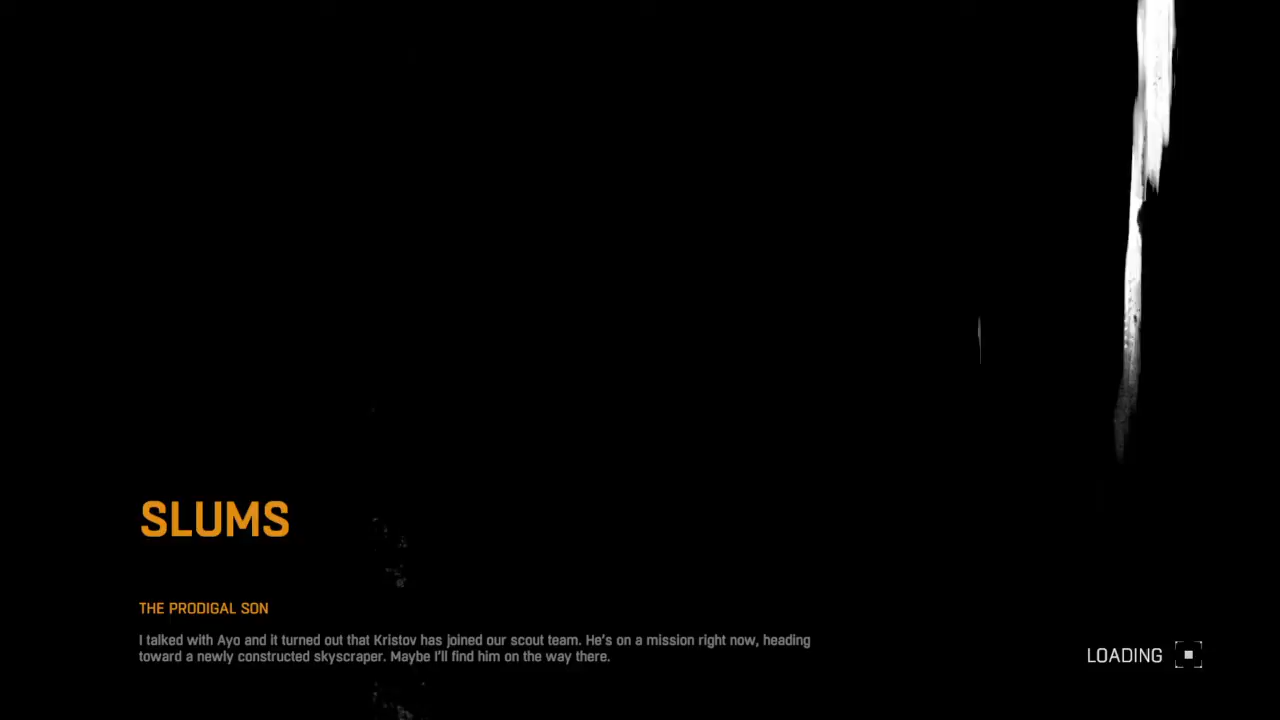 SLUMS
THE PRODIGAL SON
I talked with Ayo and it turned out that Kristov has joined our scout team. He's on a mission right now, heading
toward a newly constructed skyscraper. Maybe I'll find him on the way there.
LOADING